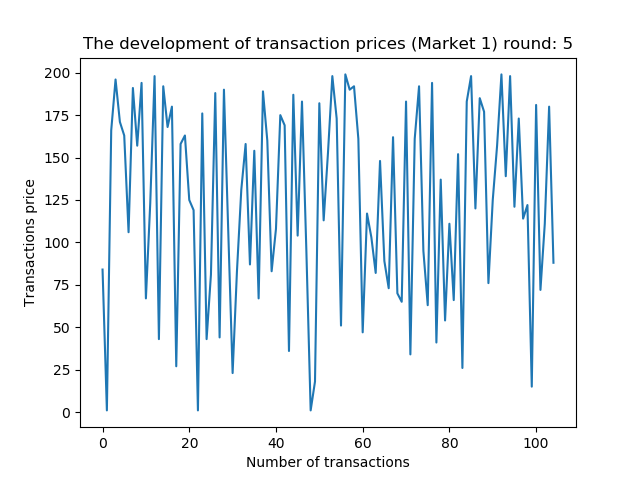 The development of transaction prices (Market 1) round: 5
200
175
150
125
100
75
50
25
0
Transactions price
0 20 40 60 80 100
Number of transactions